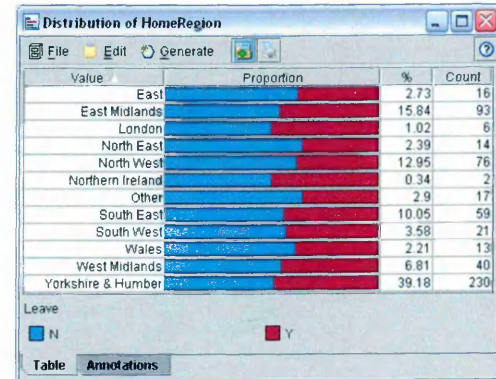 Distribution of HomeRegion
File Edit Generate
Value Proportion % Count
East 2.73 16
East Midlands 15.84 93
London 1.02 6
North East 2.39 14
North West 12.95 76
Northern Ireland 0.34 2
Other 2.9 17
South East 10.05 59
South West 3.58 21
Wales 2.21 13
West Midlands 6.81 40
Yorkshire & Humber 39.18 230
Leave
N Y
Table Annotations